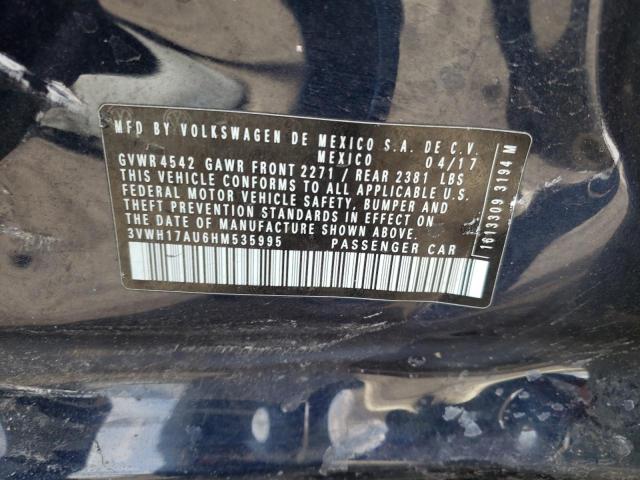 MFD BY VOLKSWAGEN DE MEXICO S.A. DE C.V.
MEXICO 04/17
GVWR 4542 GAWR FRONT 2271 / REAR 2381 LBS
THIS VEHICLE CONFORMS TO ALL APPLICABLE U.S.
FEDERAL MOTOR VEHICLE SAFETY, BUMPER AND
THEFT PREVENTION STANDARDS IN EFFECT ON
THE DATE OF MANUFACTURE SHOWN ABOVE.
3VWH17AU6HM535995 PASSENGER CAR
1613309 3194 M